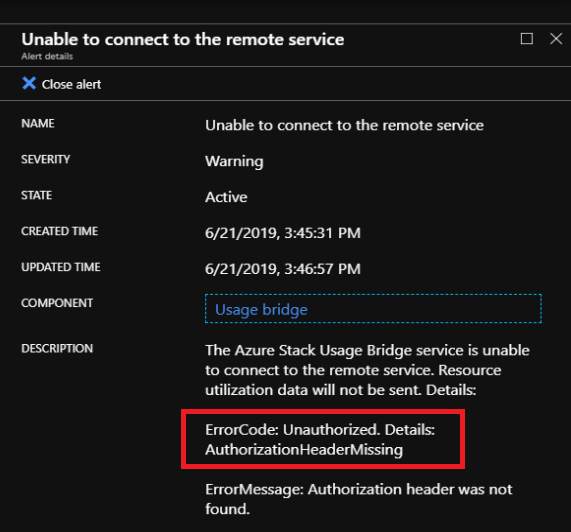 Unable to connect to the remote service
Alert details
Close alert
NAME Unable to connect to the remote service
SEVERITY Warning
STATE Active
CREATED TIME 6/21/2019, 3:45:31 PM
UPDATED TIME 6/21/2019, 3:46:57 PM
COMPONENT Usage bridge
DESCRIPTION The Azure Stack Usage Bridge service is unable
to connect to the remote service. Resource
utilization data will not be sent. Details:
ErrorCode: Unauthorized. Details:
AuthorizationHeaderMissing
ErrorMessage: Authorization header was not
found.